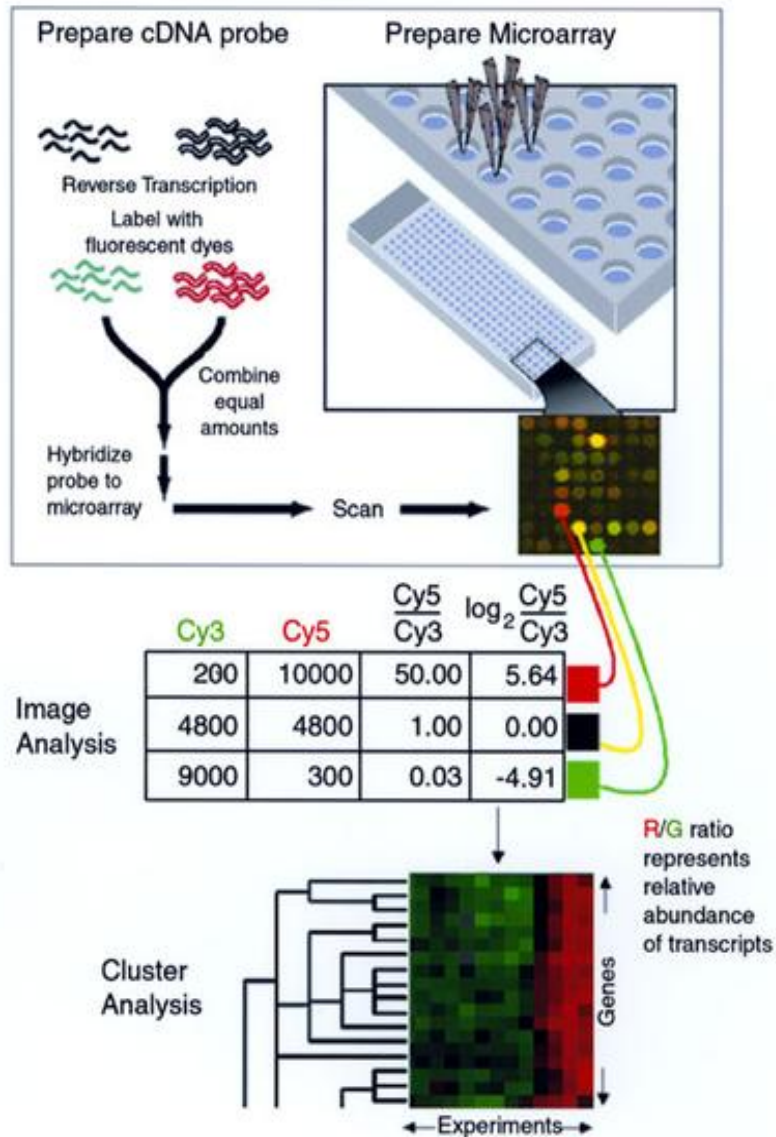 Prepare cDNA probe
Prepare Microarray
Reverse Transcription
Label with
fluorescent dyes
Combine
equal
amounts
Hybridize
probe to
microarray
Scan
Image
Analysis
Cy3 Cy5 Cy5/Cy3 log2 Cy5/Cy3
200 10000 50.00 5.64
4800 4800 1.00 0.00
9000 300 0.03 -4.91
R/G ratio
represents
relative
abundance
of transcripts
Cluster
Analysis
Genes
Experiments